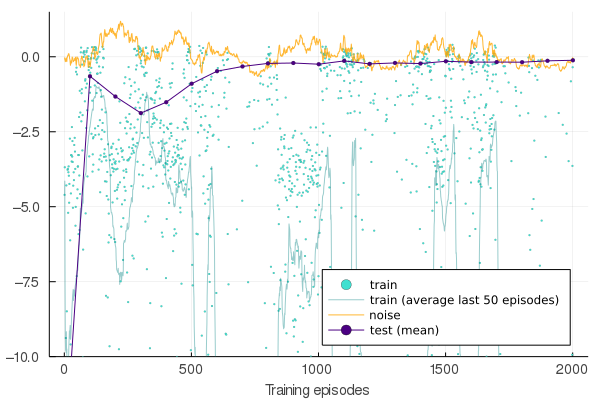 0.0
−2.5
−5.0
−7.5
−10.0
train
train (average last 50 episodes)
noise
test (mean)
0 500 1000 1500 2000
Training episodes